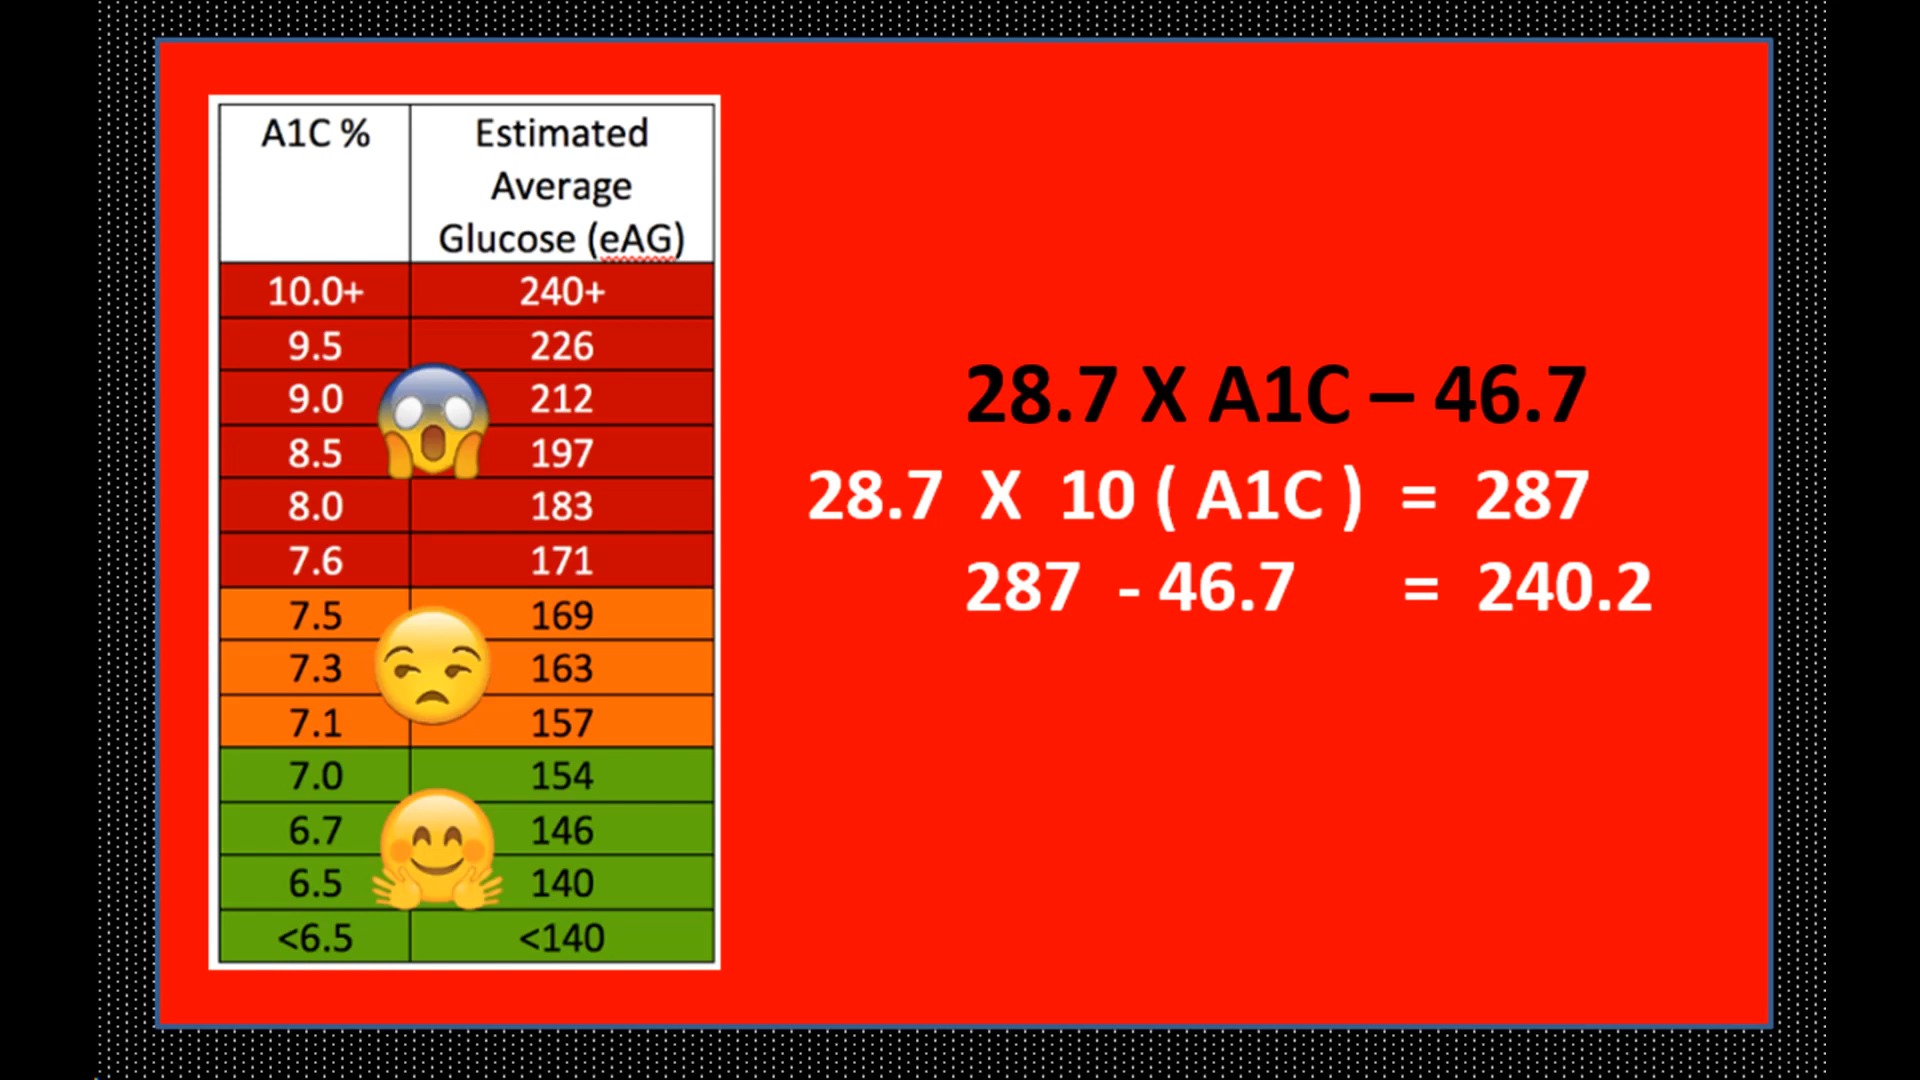 A1C % Estimated
Average
Glucose (eAG)
10.0+ 240+
9.5 226
9.0 212
8.5 197
8.0 183
7.6 171
7.5 169
7.3 163
7.1 157
7.0 154
6.7 146
6.5 140
<6.5 <140
28.7 X A1C – 46.7
28.7 X 10 ( A1C ) = 287
287 - 46.7 = 240.2